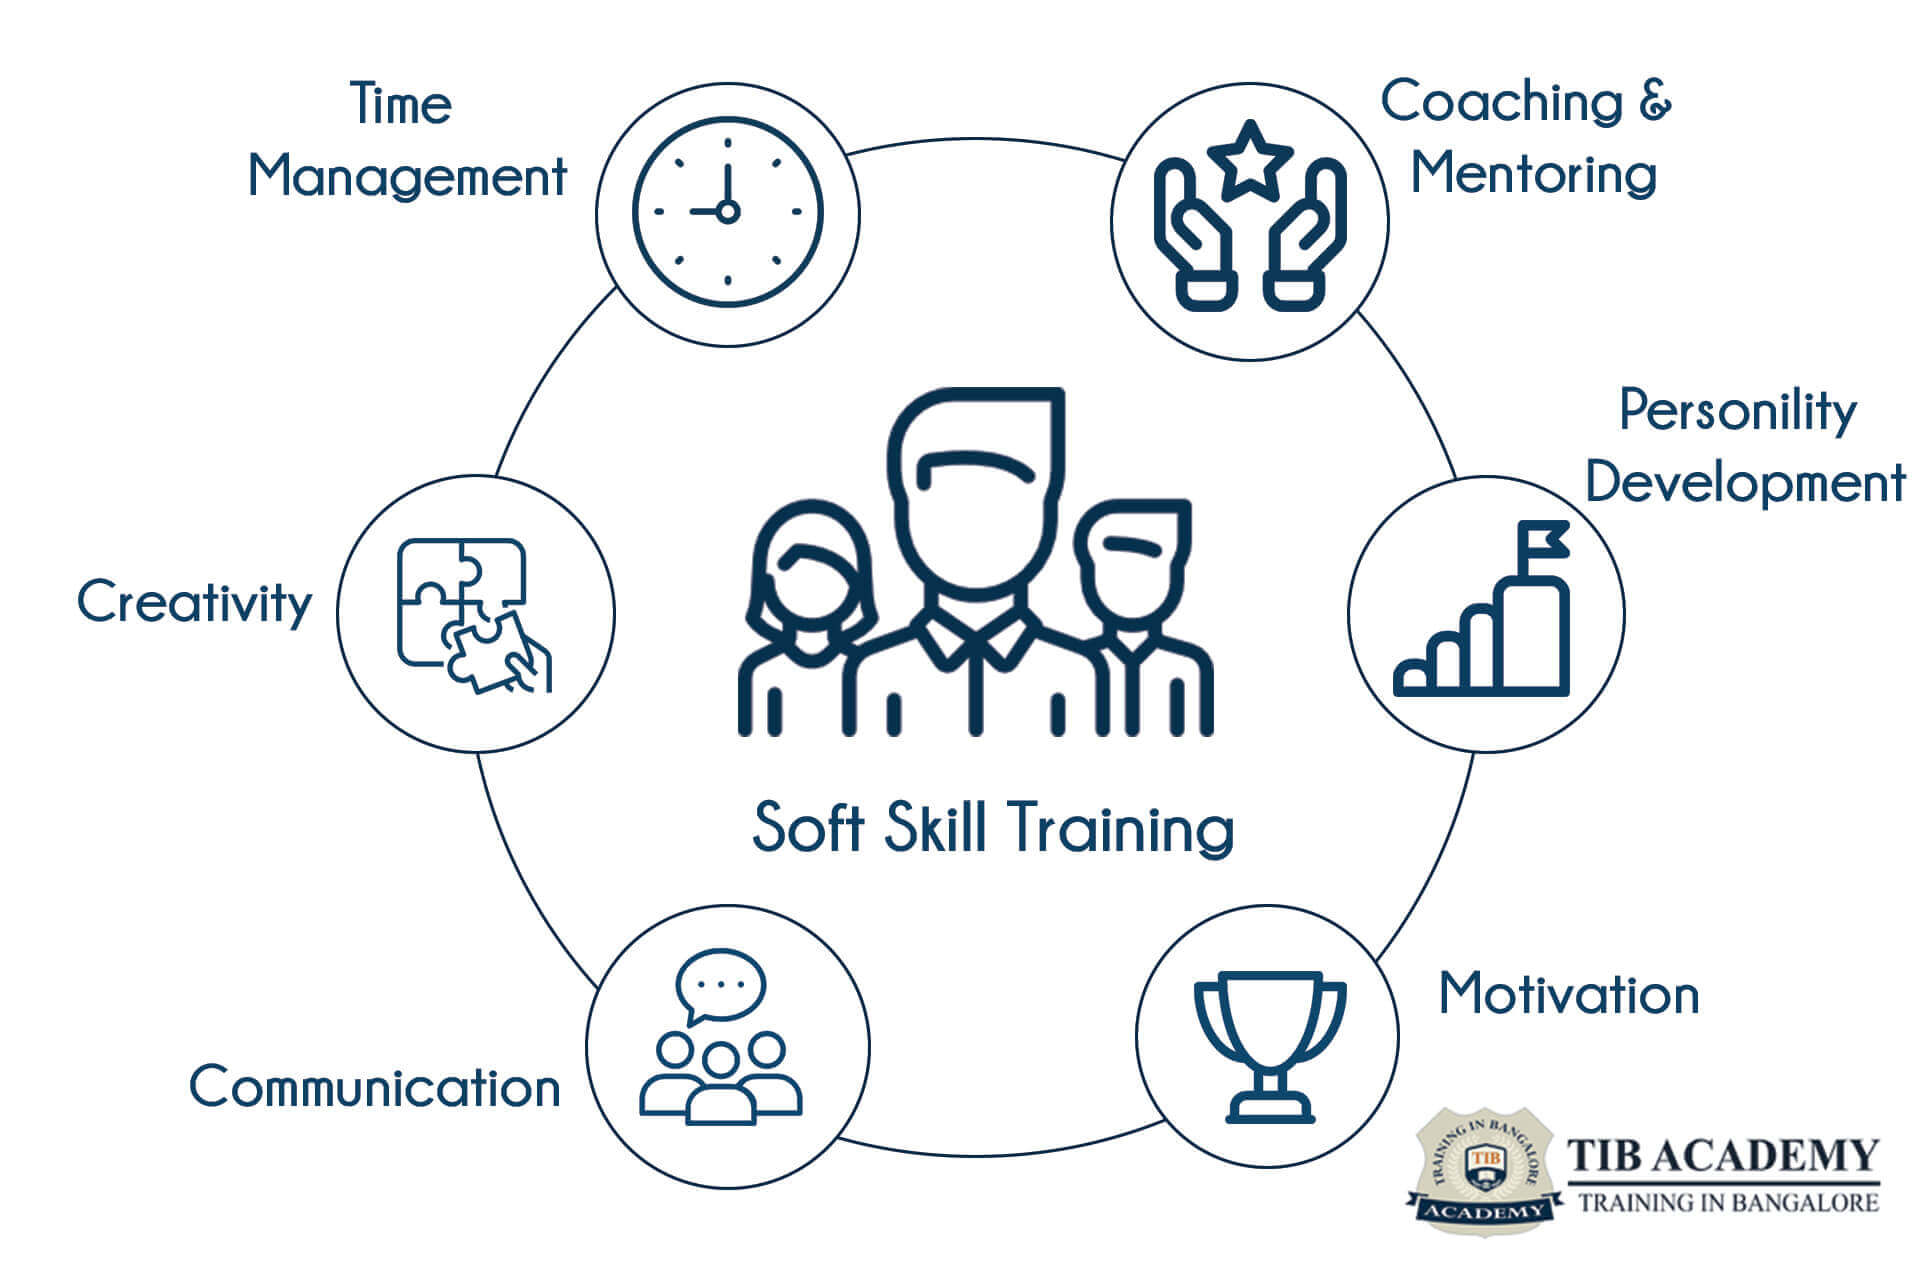 Time
Management
Coaching &
Mentoring
Personility
Development
Creativity
Soft Skill Training
Motivation
Communication
TRAINING IN BANGALORE
TIB
ACADEMY
TIB ACADEMY
TRAINING IN BANGALORE